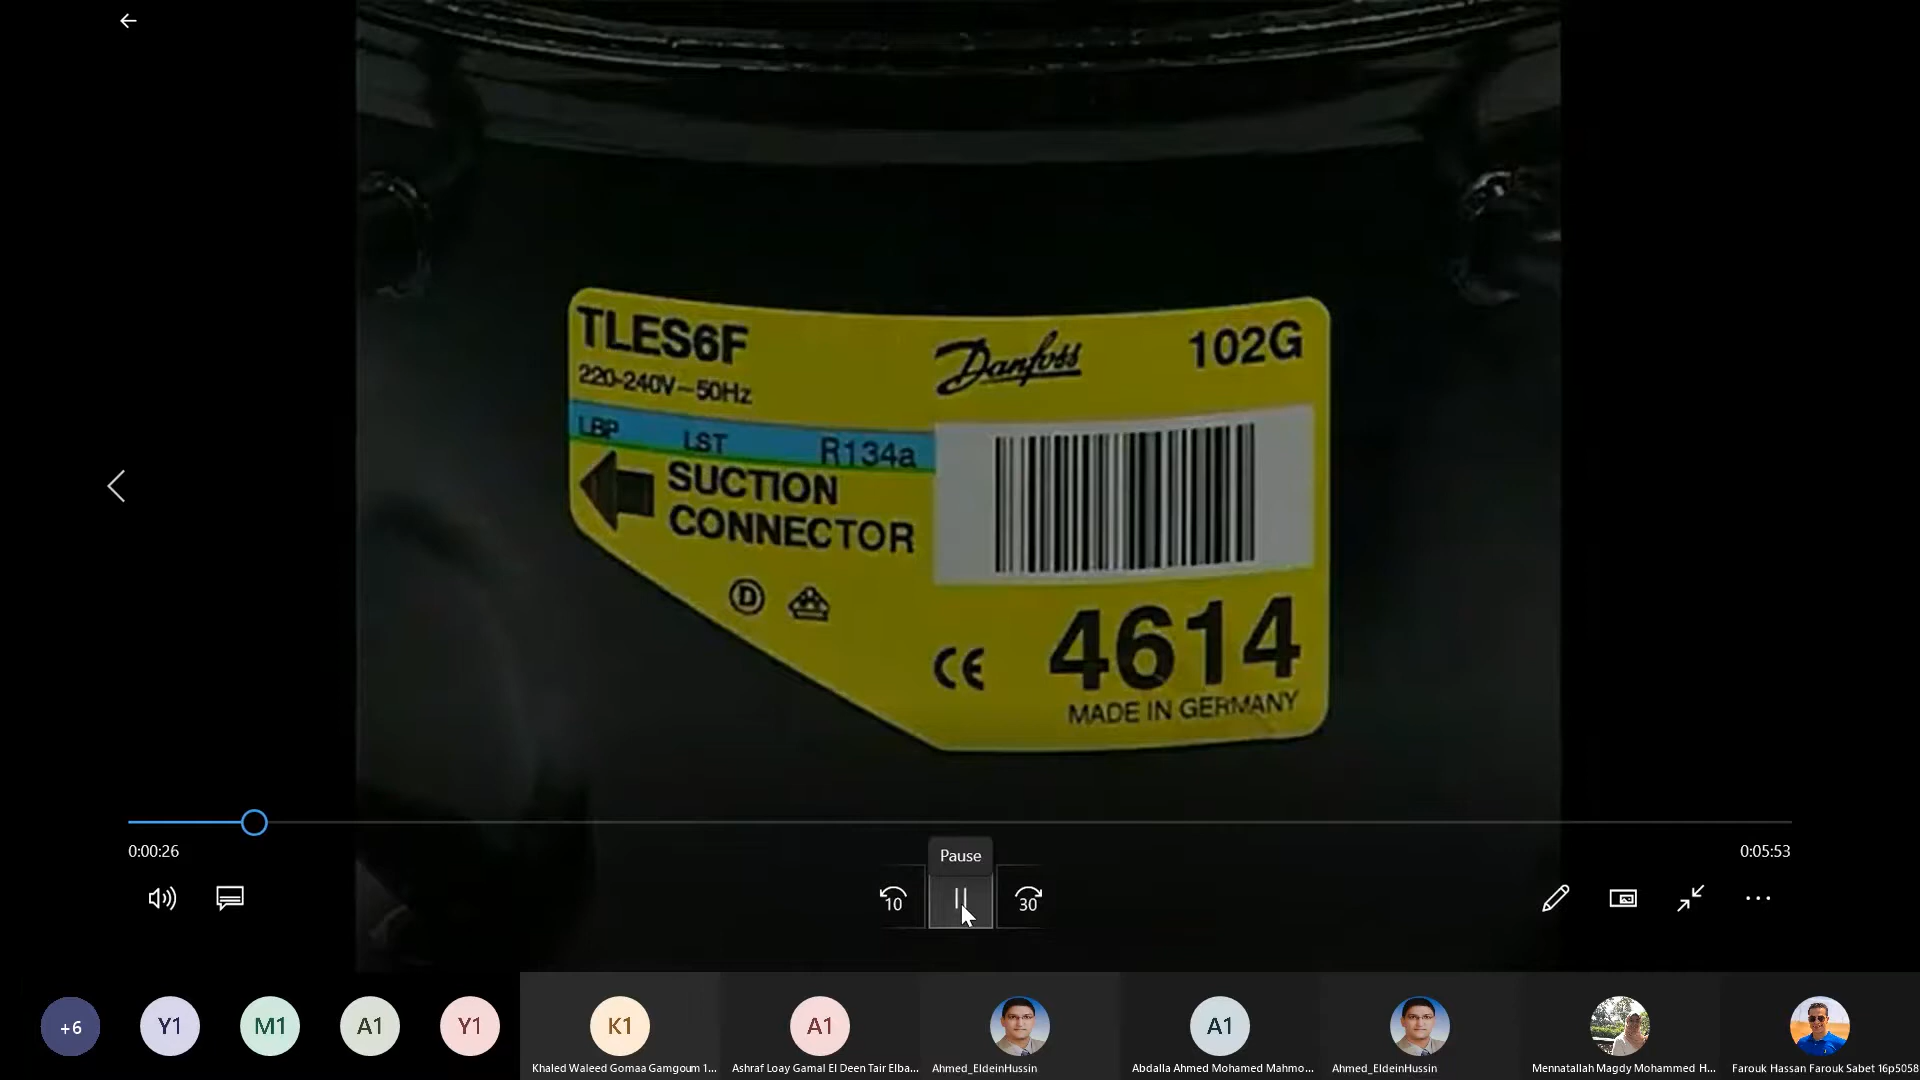 TLES6F
Danfoss
102G
220-240V~50Hz
LBP LST R134a
SUCTION
CONNECTOR
D
CE
4614
MADE IN GERMANY
0:00:26
Pause
0:05:53
10
30
+6
Y1
M1
A1
Y1
K1
A1
A1
Khaled Waleed Gomaa Gamgoum 1...
Ashraf Loay Gamal El Deen Tair Elba...
Ahmed_EldeinHussin
Abdalla Ahmed Mohamed Mahmo...
Ahmed_EldeinHussin
Mennatallah Magdy Mohammed H...
Farouk Hassan Farouk Sabet 16p5058